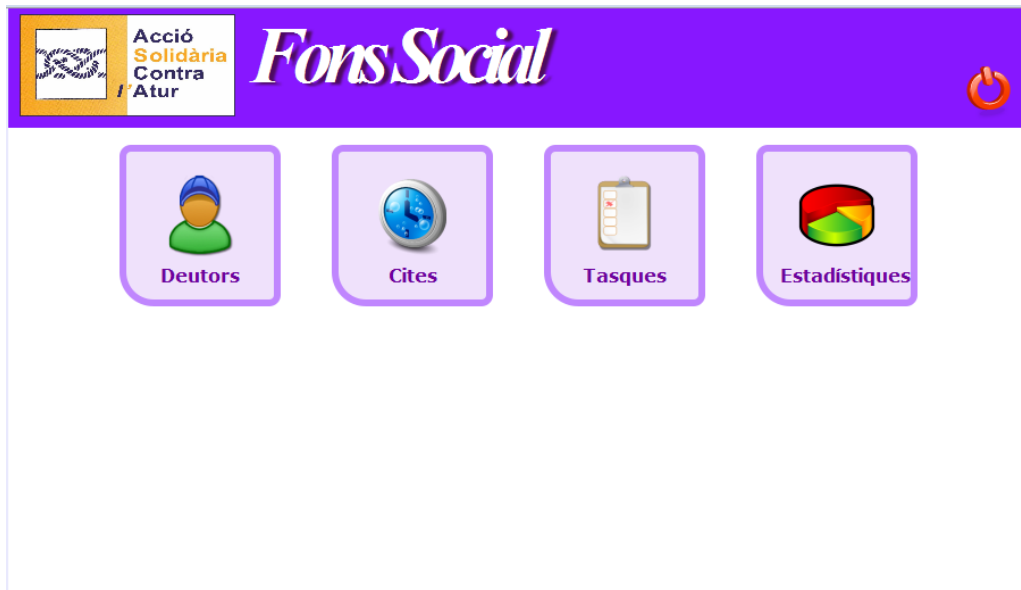 Acció
Solidària
Contra
l'Atur
Fons Social
Deutors
Cites
Tasques
Estadístiques